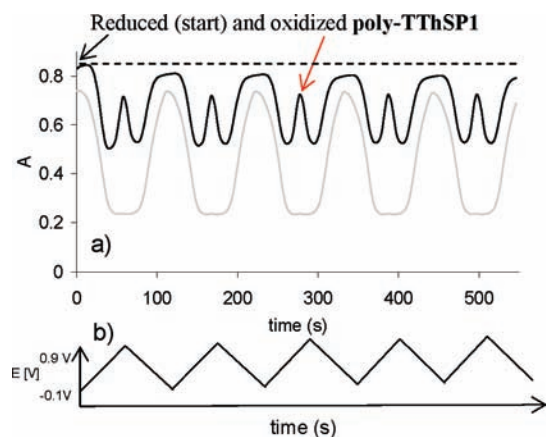 Reduced (start) and oxidized poly-TThSP1
0.8
0.6
A
0.4
0.2
a)
0
0 100 200 300 400 500
time (s)
b)
0.9 V
E [V]
-0.1V
time (s)